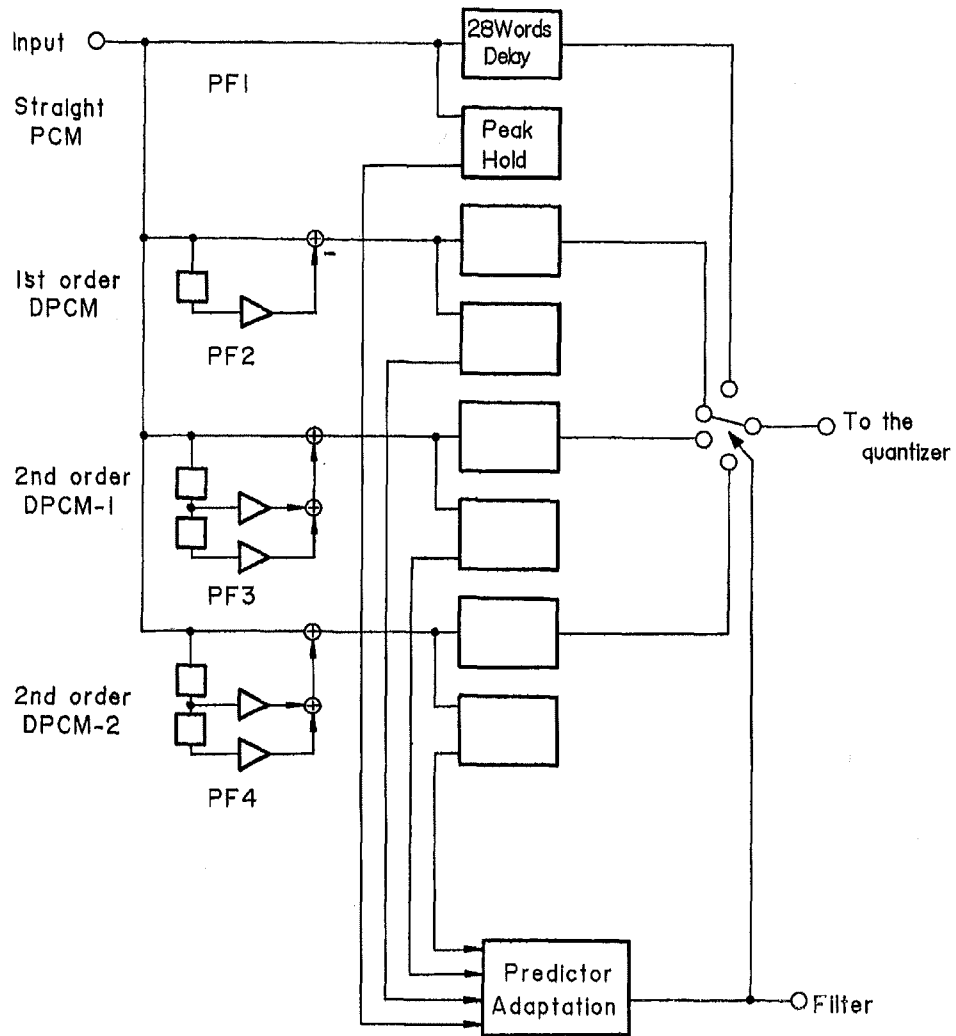 Input
28Words
Delay
PF1
Straight
PCM
Peak
Hold
1st order
DPCM
-
PF2
To the
quantizer
2nd order
DPCM-1
PF3
2nd order
DPCM-2
PF4
Predictor
Adaptation
Filter